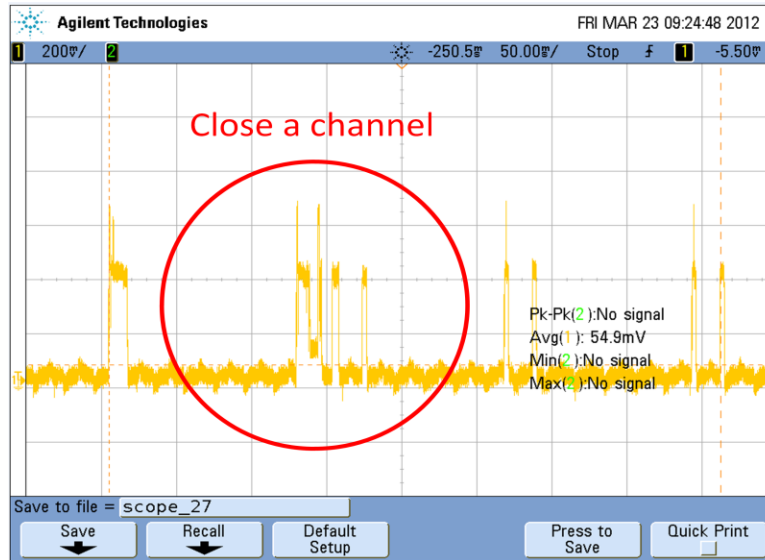 Agilent Technologies FRI MAR 23 09:24:48 2012
1 200mV/ 2 -250.5ms 50.00ms/ Stop 1 -5.50V
Close a channel
Pk-Pk(2):No signal
Avg(1): 54.9mV
Min(2):No signal
Max(2):No signal
Save to file = scope_27
Save Recall Default Setup Press to Save Quick Print